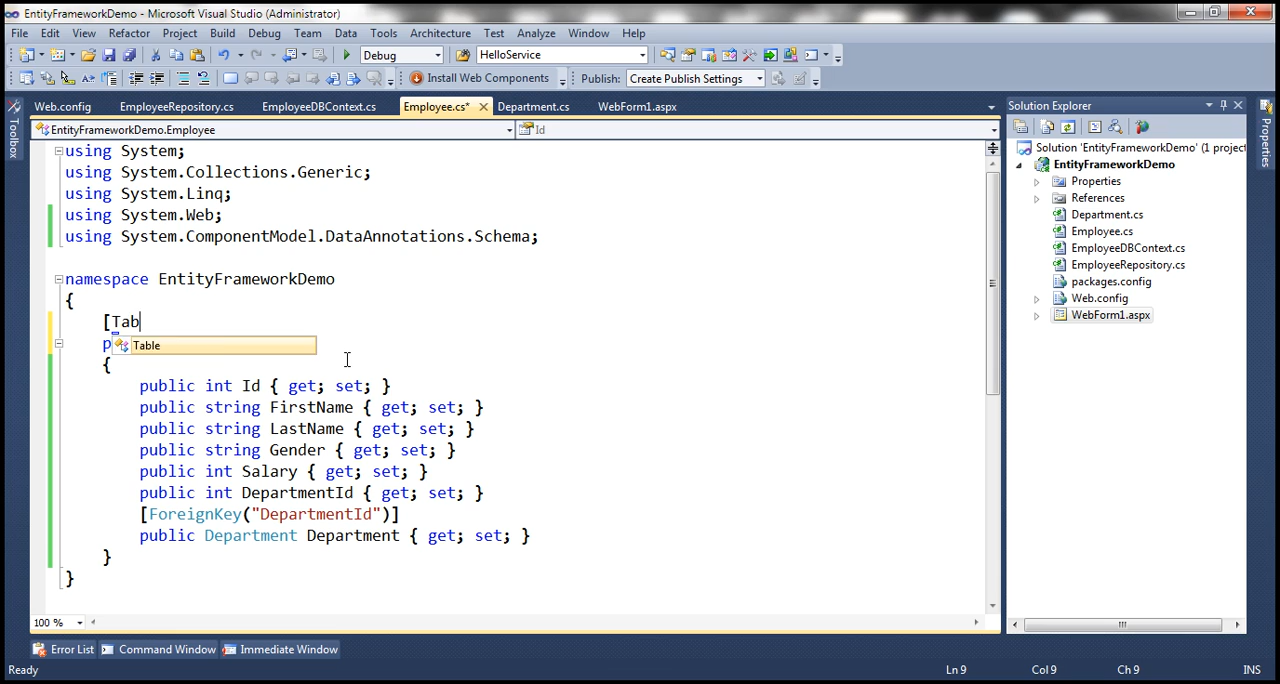 EntityFrameworkDemo - Microsoft Visual Studio (Administrator)
File Edit View Refactor Project Build Debug Team Data Tools Architecture Test Analyze Window Help
Debug HelloService
Install Web Components Publish: Create Publish Settings
Web.config EmployeeRepository.cs EmployeeDBContext.cs Employee.cs* Department.cs WebForm1.aspx
EntityFrameworkDemo.Employee Id
using System;
using System.Collections.Generic;
using System.Linq;
using System.Web;
using System.ComponentModel.DataAnnotations.Schema;
namespace EntityFrameworkDemo
{
[Tab
p
Table
{
public int Id { get; set; }
public string FirstName { get; set; }
public string LastName { get; set; }
public string Gender { get; set; }
public int Salary { get; set; }
public int DepartmentId { get; set; }
[ForeignKey("DepartmentId")]
public Department Department { get; set; }
}
}
100 %
Toolbox
Solution Explorer
Solution 'EntityFrameworkDemo' (1 project
EntityFrameworkDemo
Properties
References
Department.cs
Employee.cs
EmployeeDBContext.cs
EmployeeRepository.cs
packages.config
Web.config
WebForm1.aspx
Properties
Error List Command Window Immediate Window
Ready Ln 9 Col 9 Ch 9 INS